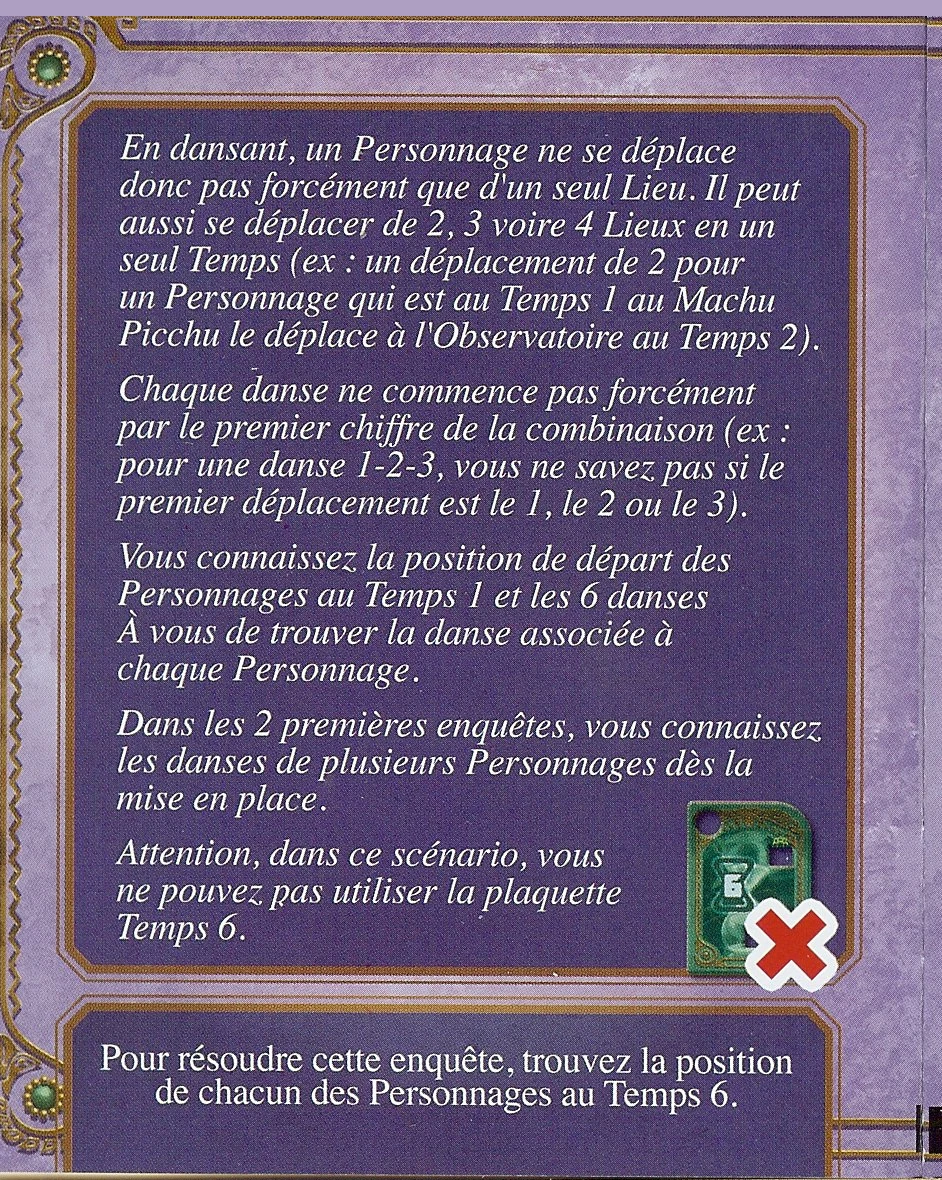 En dansant, un Personnage ne se déplace
donc pas forcément que d'un seul Lieu. Il peut
aussi se déplacer de 2, 3 voire 4 Lieux en un
seul Temps (ex : un déplacement de 2 pour
un Personnage qui est au Temps 1 au Machu
Picchu le déplace à l'Observatoire au Temps 2).
Chaque danse ne commence pas forcément
par le premier chiffre de la combinaison (ex :
pour une danse 1-2-3, vous ne savez pas si le
premier déplacement est le 1, le 2 ou le 3).
Vous connaissez la position de départ des
Personnages au Temps 1 et les 6 danses
À vous de trouver la danse associée à
chaque Personnage.
Dans les 2 premières enquêtes, vous connaissez
les danses de plusieurs Personnages dès la
mise en place.
Attention, dans ce scénario, vous
ne pouvez pas utiliser la plaquette
Temps 6.
6
Pour résoudre cette enquête, trouvez la position
de chacun des Personnages au Temps 6.